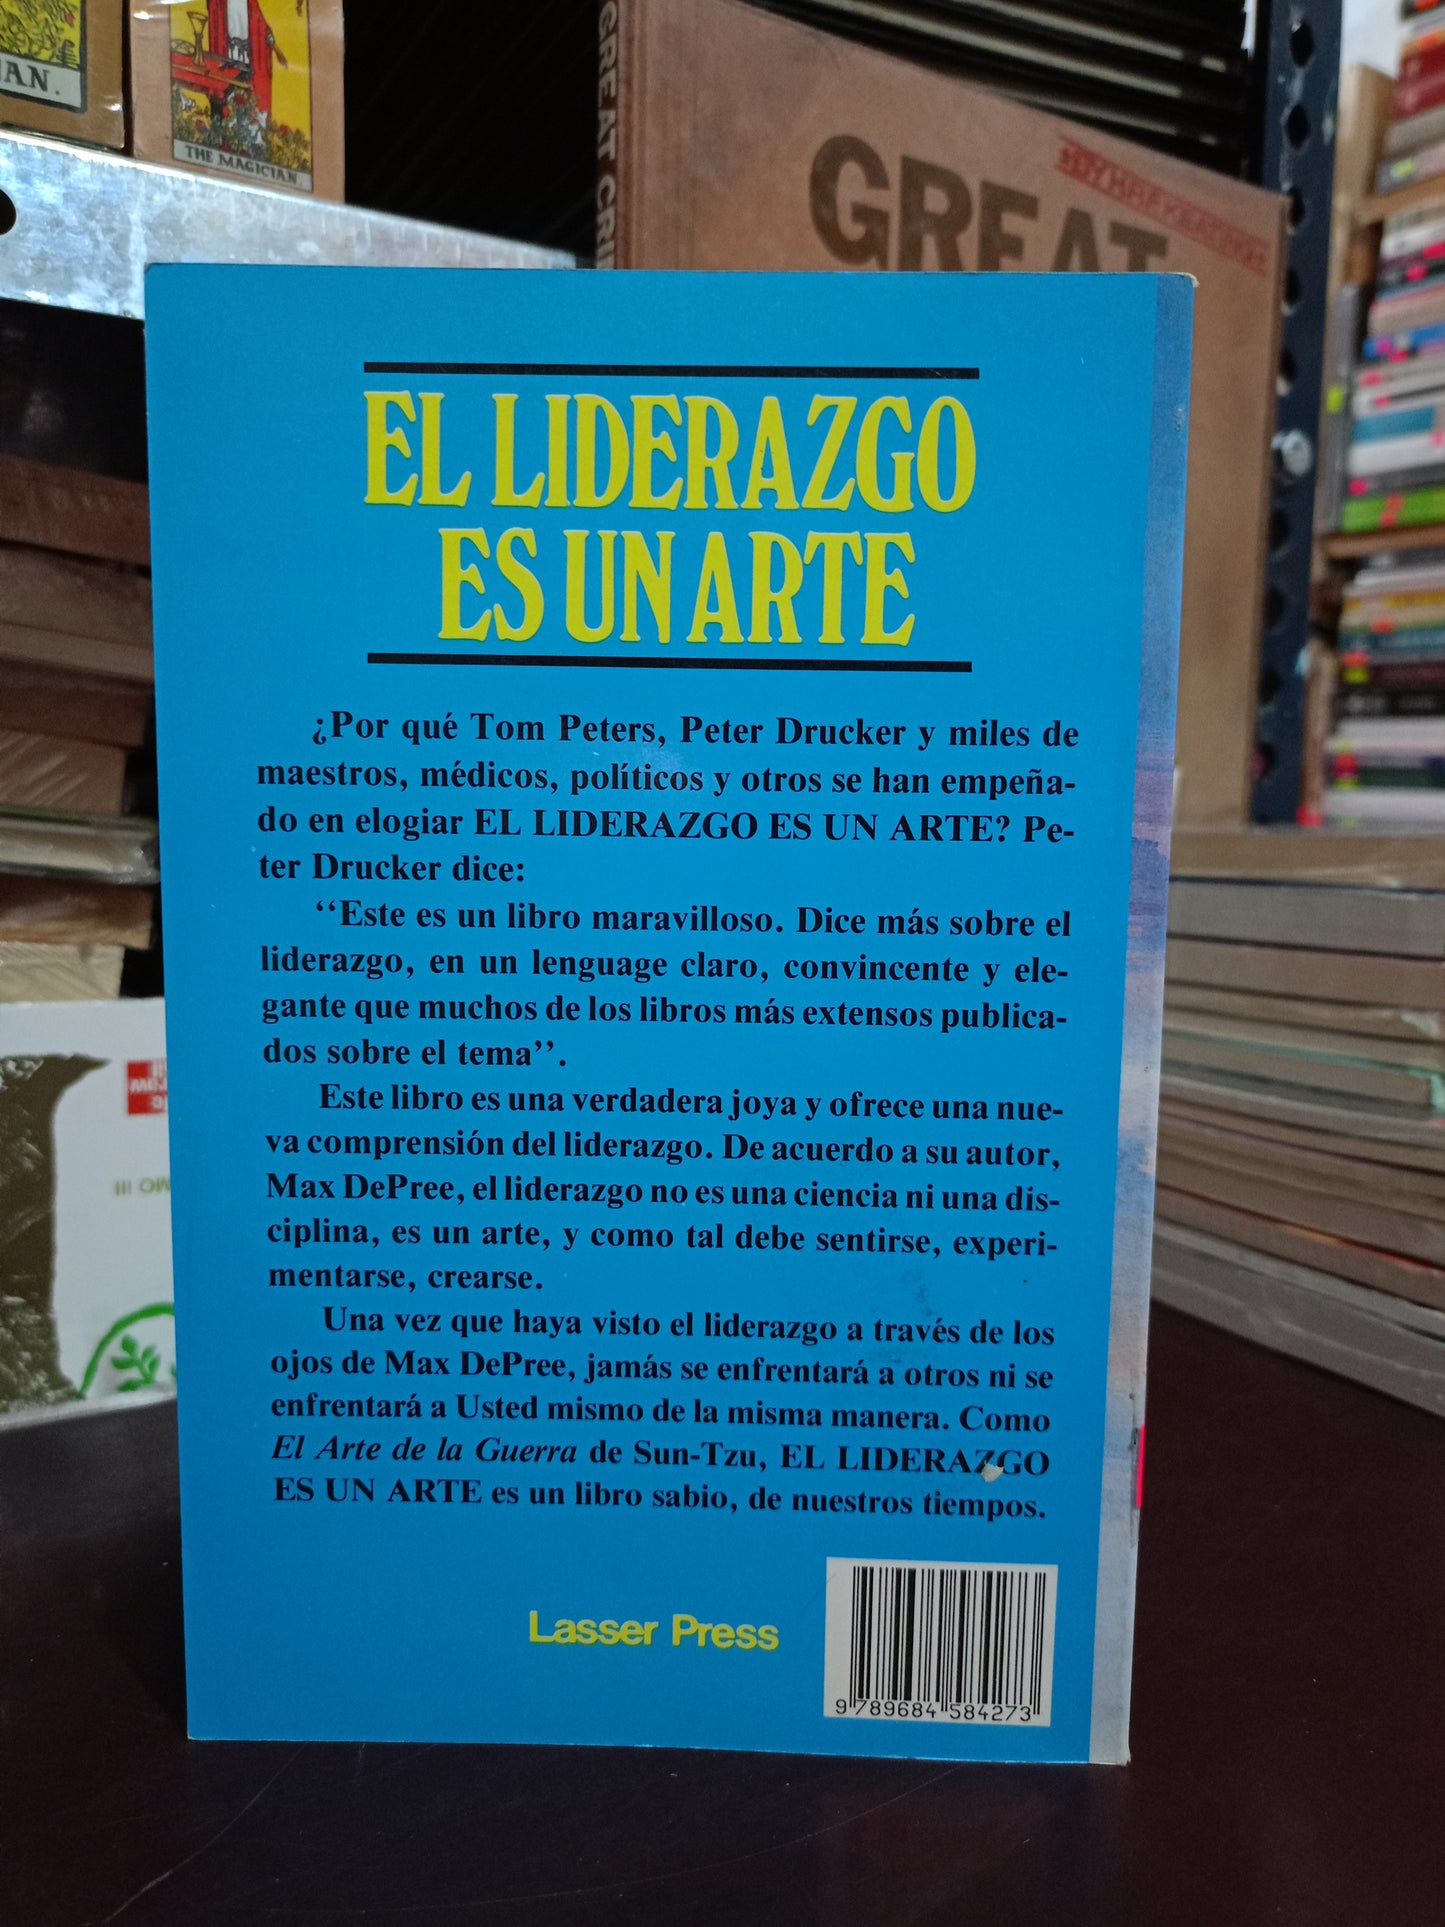 AN.
THE MAGICIAN.
GREAT CRI
GREAT
EL LIDERAZGO
ES UN ARTE
¿Por qué Tom Peters, Peter Drucker y miles de
maestros, médicos, políticos y otros se han empeña-
do en elogiar EL LIDERAZGO ES UN ARTE? Pe-
ter Drucker dice:
‘‘Este es un libro maravilloso. Dice más sobre el
liderazgo, en un lenguage claro, convincente y ele-
gante que muchos de los libros más extensos publica-
dos sobre el tema’’.
Este libro es una verdadera joya y ofrece una nue-
va comprensión del liderazgo. De acuerdo a su autor,
Max DePree, el liderazgo no es una ciencia ni una dis-
ciplina, es un arte, y como tal debe sentirse, experi-
mentarse, crearse.
Una vez que haya visto el liderazgo a través de los
ojos de Max DePree, jamás se enfrentará a otros ni se
enfrentará a Usted mismo de la misma manera. Como
El Arte de la Guerra de Sun-Tzu, EL LIDERAZGO
ES UN ARTE es un libro sabio, de nuestros tiempos.
Lasser Press
9 789684 584273